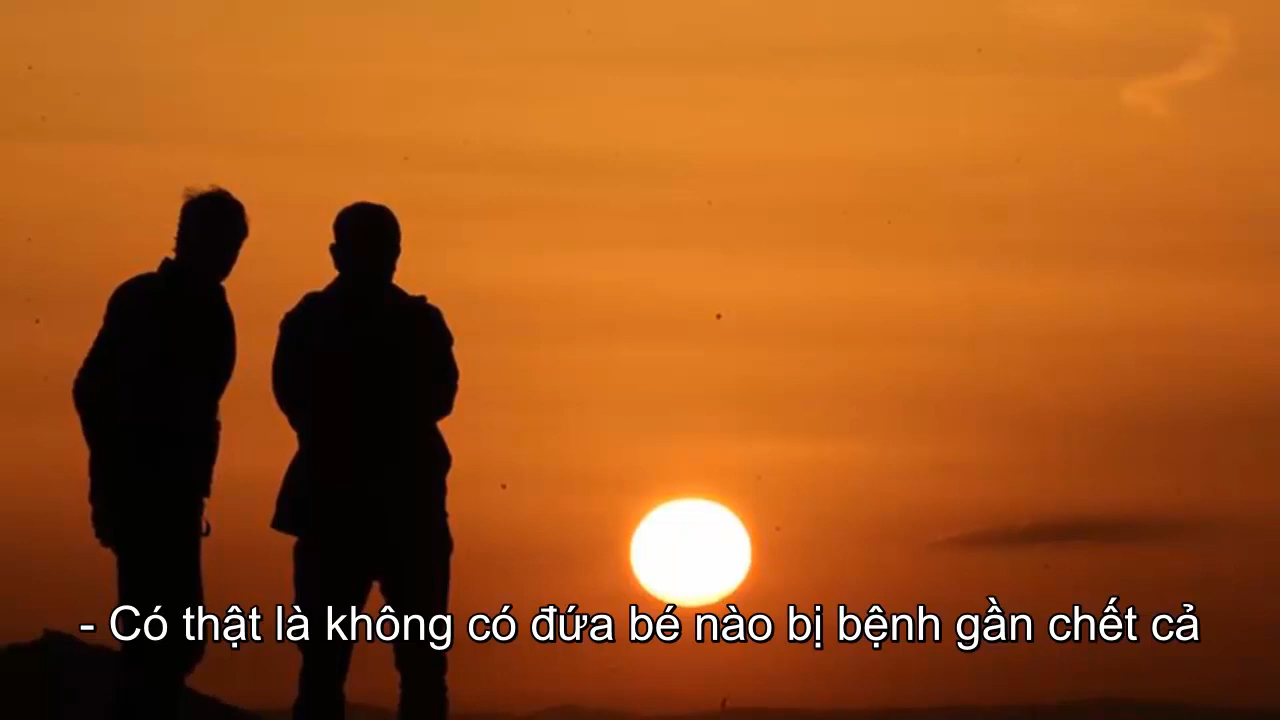 - Có thật là không có đứa bé nào bị bệnh gần chết cả